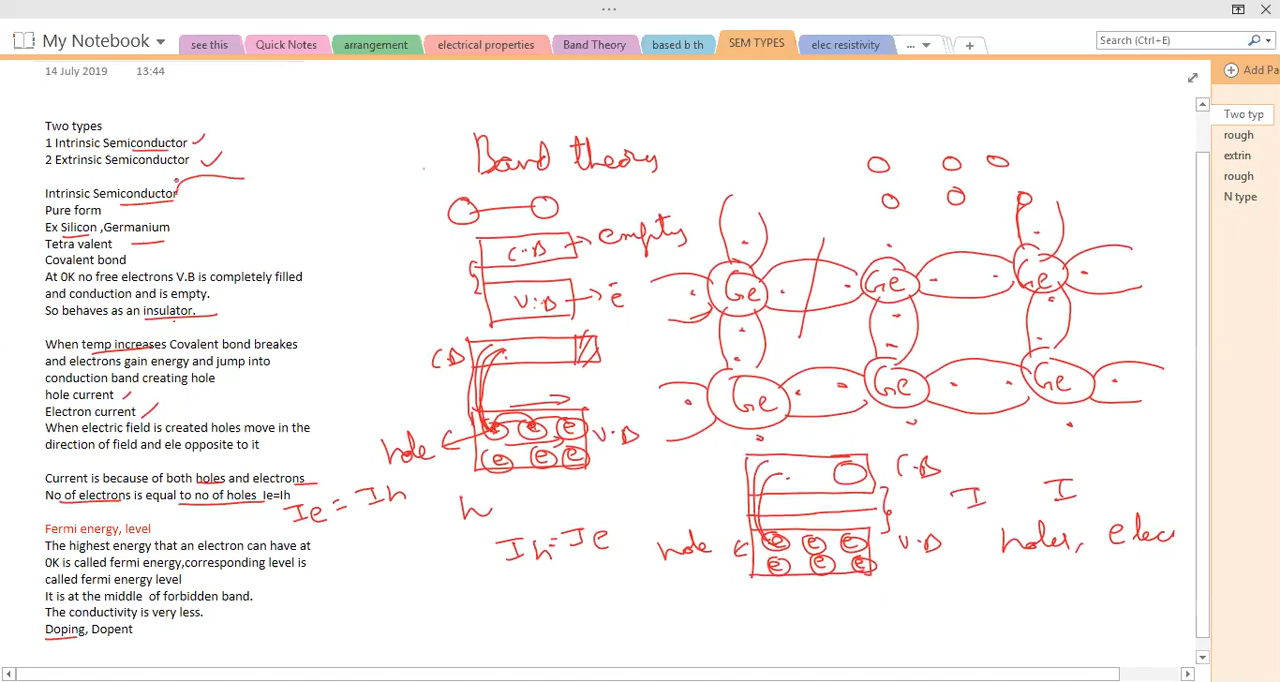 My Notebook
see this
Quick Notes
arrangement
electrical properties
Band Theory
based b th
SEM TYPES
elec resistivity
...
Search (Ctrl+E)
Add Pa
14 July 2019 13:44
Two typ
rough
extrin
rough
N type
Two types
1 Intrinsic Semiconductor
2 Extrinsic Semiconductor
Intrinsic Semiconductor
Pure form
Ex Silicon ,Germanium
Tetra valent
Covalent bond
At 0K no free electrons V.B is completely filled
and conduction and is empty.
So behaves as an insulator.
When temp increases Covalent bond breakes
and electrons gain energy and jump into
conduction band creating hole
hole current
Electron current
When electric field is created holes move in the
direction of field and ele opposite to it
Current is because of both holes and electrons
No of electrons is equal to no of holes Ie=Ih
Fermi energy, level
The highest energy that an electron can have at
0K is called fermi energy,corresponding level is
called fermi energy level
It is at the middle of forbidden band.
The conductivity is very less.
Doping, Dopent
Band theory
C.B empty
V.B e
CB
e e e V.B
hole
e e e
Ie = Ih
h
Ih = Ie
Ge Ge Ge
Ge Ge Ge
C.B
I I
e e e V.B
hole
e e e
holes, elec